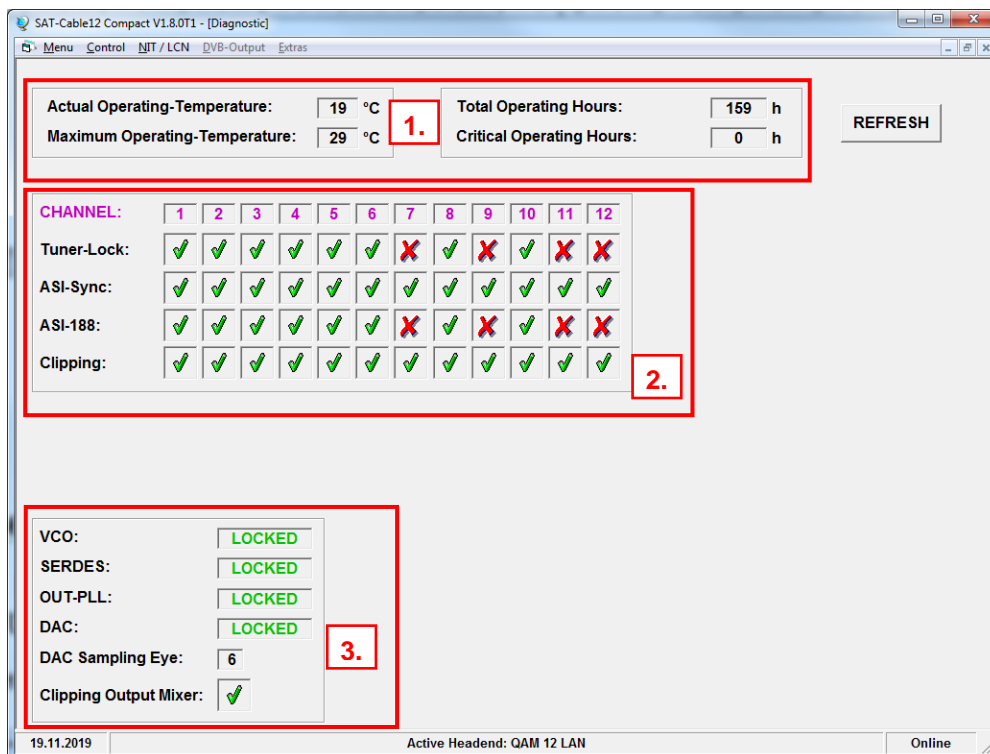 SAT-Cable12 Compact V1.8.0T1 - [Diagnostic]
Menu Control NIT / LCN DVB-Output Extras
Actual Operating-Temperature: 19 °C
Maximum Operating-Temperature: 29 °C
1.
Total Operating Hours: 159 h
Critical Operating Hours: 0 h
REFRESH
CHANNEL: 1 2 3 4 5 6 7 8 9 10 11 12
Tuner-Lock:
ASI-Sync:
ASI-188:
Clipping:
2.
VCO: LOCKED
SERDES: LOCKED
OUT-PLL: LOCKED
DAC: LOCKED
DAC Sampling Eye: 6
Clipping Output Mixer:
3.
19.11.2019 Active Headend: QAM 12 LAN Online